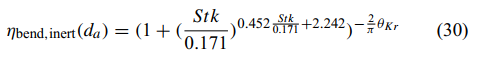 η_bend,inert(d_a) = (1 + (Stk/0.171)^{0.452 Stk/0.171 + 2.242})^{−(2/π)θ_Kr} (30)